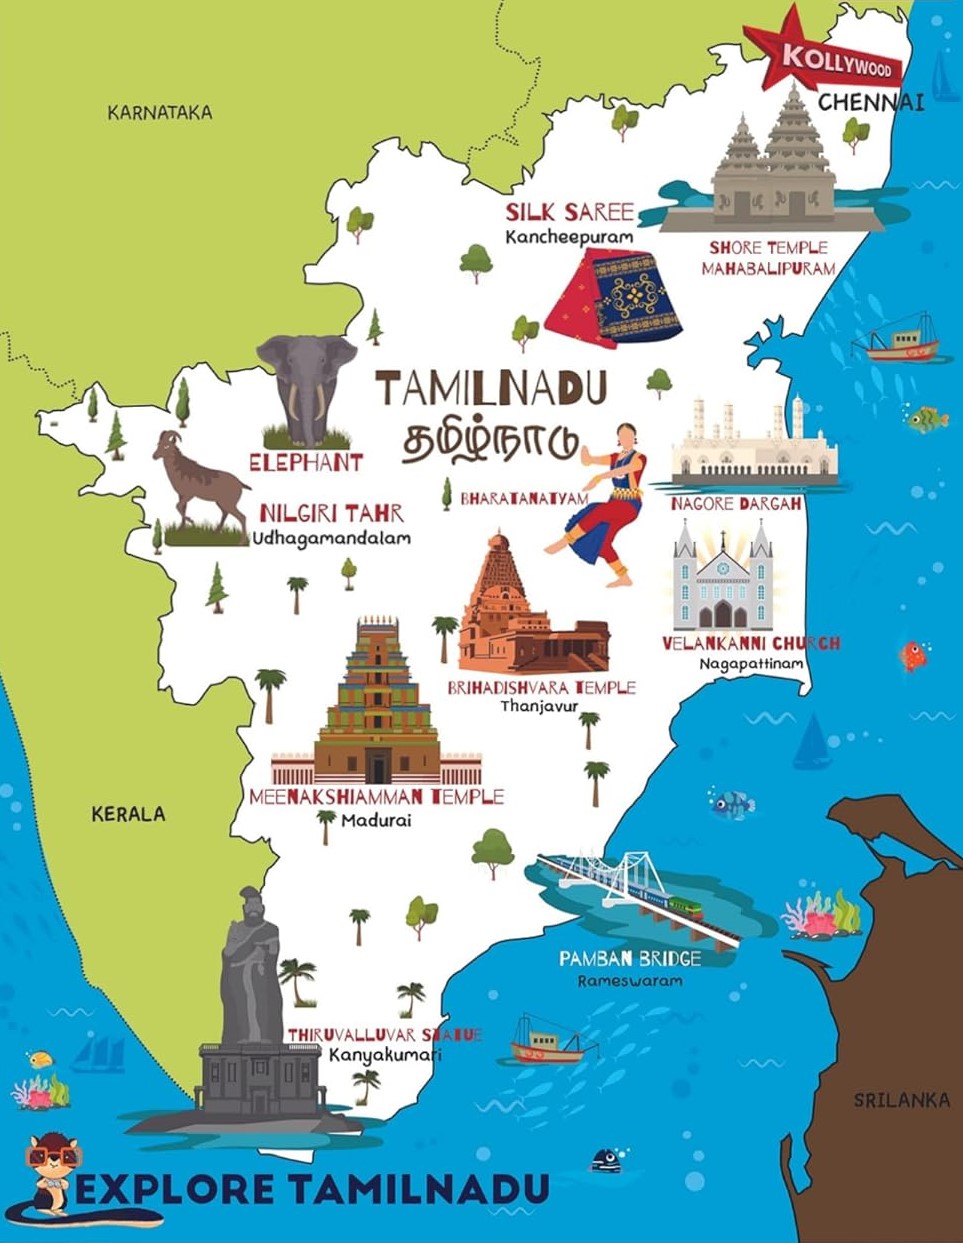 KOLLYWOOD
CHENNAI
KARNATAKA
SILK SAREE
Kancheepuram
SHORE TEMPLE
MAHABALIPURAM
TAMILNADU
தமிழ்நாடு
ELEPHANT
BHARATANATYAM
NAGORE DARGAH
NILGIRI TAHR
Udhagamandalam
VELANKANNI CHURCH
Nagapattinam
BRIHADISHVARA TEMPLE
Thanjavur
MEENAKSHIAMMAN TEMPLE
Madurai
KERALA
PAMBAN BRIDGE
Rameswaram
THIRUVALLUVAR STATUE
Kanyakumari
SRILANKA
EXPLORE TAMILNADU